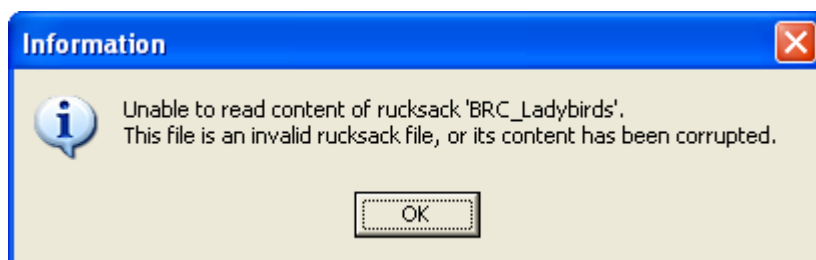 Information
Unable to read content of rucksack 'BRC_Ladybirds'.
This file is an invalid rucksack file, or its content has been corrupted.
OK